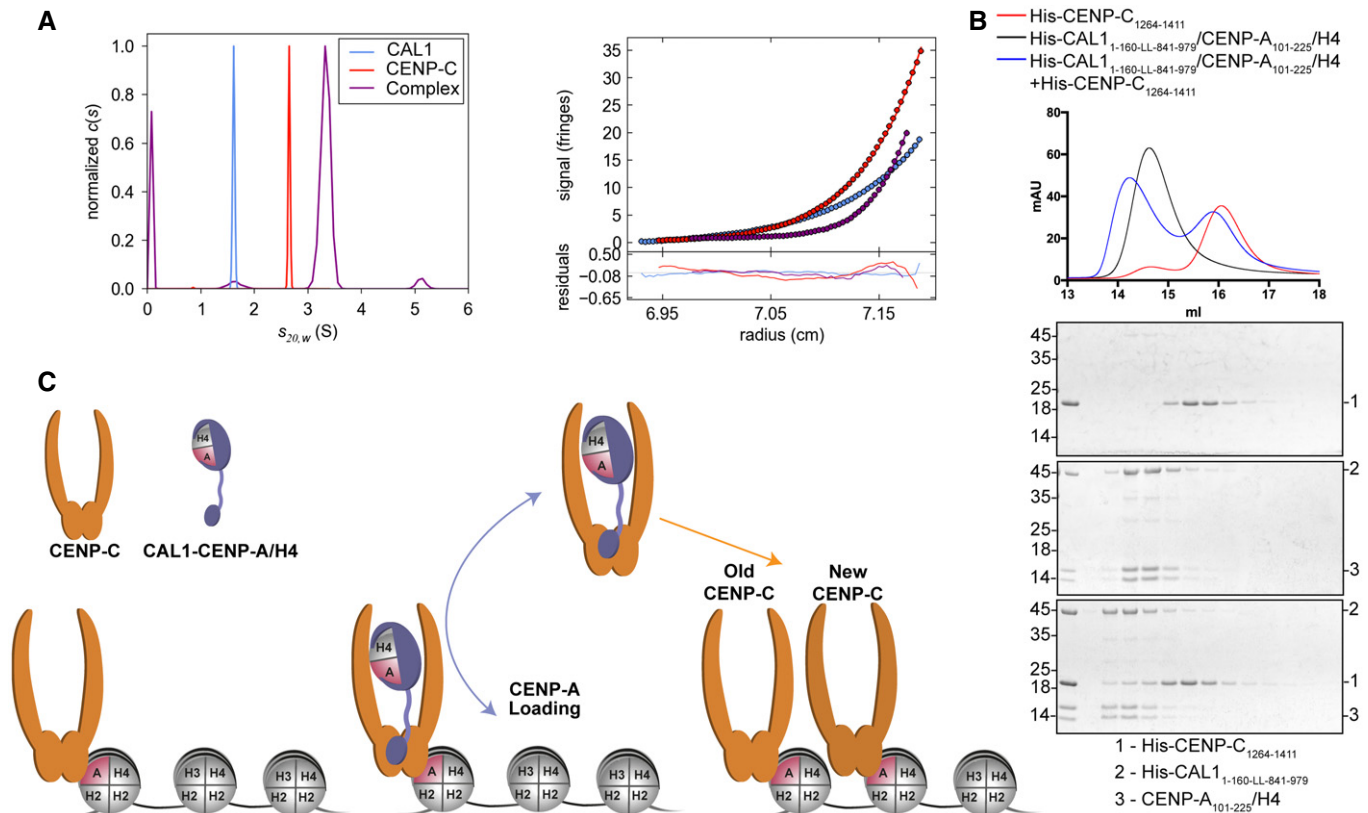 A
normalized c(s)
1.0
0.8
0.6
0.4
0.2
0.0
0 1 2 3 4 5 6
s20,w (S)
CAL1
CENP-C
Complex
signal (fringes)
35
30
25
20
15
10
5
0
residuals
0.50
−0.08
−0.65
6.95 7.05 7.15
radius (cm)
B
His-CENP-C1264-1411
His-CAL11-160-LL-841-979/CENP-A101-225/H4
His-CAL11-160-LL-841-979/CENP-A101-225/H4
+His-CENP-C1264-1411
mAU
80
60
40
20
0
13 14 15 16 17 18
ml
45
35
25
18
14
1
45
35
25
18
14
2
3
45
35
25
18
14
2
1
3
1 - His-CENP-C1264-1411
2 - His-CAL11-160-LL-841-979
3 - CENP-A101-225/H4
C
H4
A
CENP-C
CAL1-CENP-A/H4
H4
A
H4
A
CENP-A
Loading
Old
CENP-C
New
CENP-C
A H4
H2 H2
H3 H4
H2 H2
H3 H4
H2 H2
A H4
H2 H2
H3 H4
H2 H2
H3 H4
H2 H2
A H4
H2 H2
A H4
H2 H2
H3 H4
H2 H2